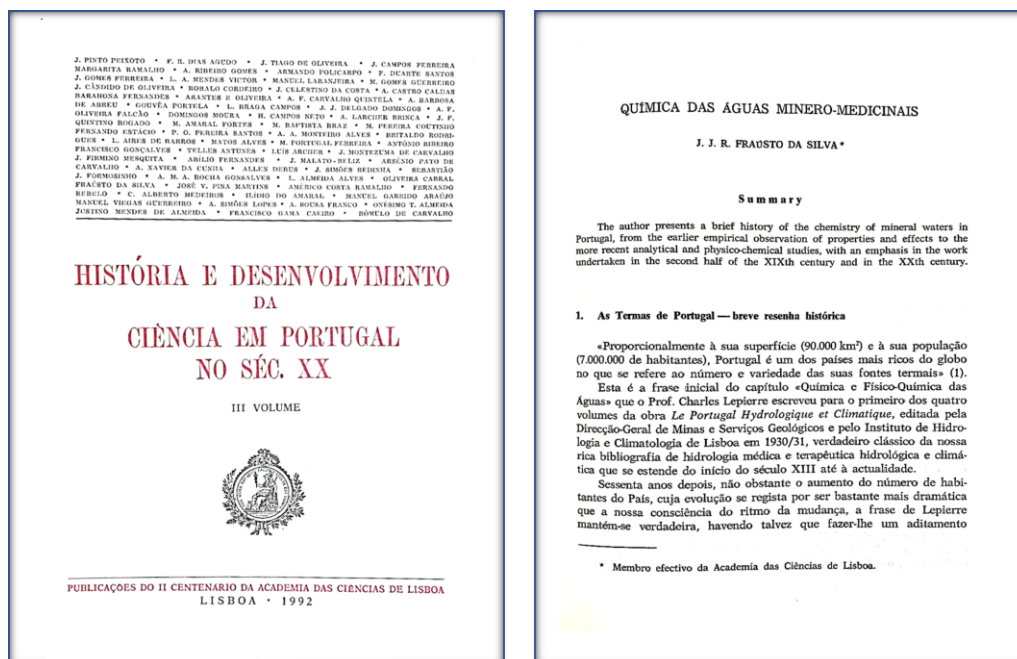 J. PINTO PEIXOTO * F. R. DIAS AGUDO * J. TIAGO DE OLIVEIRA * J. CAMPOS FERREIRA
MARGARITA RAMALHO * A. RIBEIRO GOMES * ARMANDO POLICARPO * F. DUARTE SANTOS
J. GOMES FERREIRA * L. A. MENDES VICTOR * MANUEL LARANJEIRA * M. GOMES GUERREIRO
J. CÂNDIDO DE OLIVEIRA * ROBALO CORDEIRO * J. CELESTINO DA COSTA * A. CASTRO CALDAS
BARAHONA FERNANDES * ARANTES E OLIVEIRA * A. F. CARVALHO QUINTELA * A. BARBOSA
DE ABREU * GOUVÊA PORTELA * L. BRAGA CAMPOS * J. J. DELGADO DOMINGOS * A. F.
OLIVEIRA FALCÃO * DOMINGOS MOURA * H. CAMPOS NETO * A. LARCHER BRINCA * J. F.
QUINTINO ROGADO * M. AMARAL FORTES * M. BAPTISTA BRAZ * M. PEREIRA COUTINHO
FERNANDO ESTÁCIO * P. O. PEREIRA SANTOS * A. A. MONTEIRO ALVES * BRITALDO RODRI-
GUES * L. AIRES DE BARROS * MATOS ALVES * M. PORTUGAL FERREIRA * ANTÓNIO RIBEIRO
FRANCISCO GONÇALVES * TELLES ANTUNES * LUÍS ARCHER * J. MONTEZUMA DE CARVALHO
J. FIRMINO MESQUITA * ABÍLIO FERNANDES * J. MALATO-BELIZ * ARSÉNIO PATO DE
CARVALHO * A. XAVIER DA CUNHA * ALLEN DEBUS * J. SIMÕES REDINHA * SEBASTIÃO
J. FORMOSINHO * A. M. A. ROCHA GONSALVES * L. ALMEIDA ALVES * OLIVEIRA CABRAL
FRAÚSTO DA SILVA * JOSÉ V. PINA MARTINS * AMÉRICO COSTA RAMALHO * FERNANDO
REBELO * C. ALBERTO MEDEIROS * ILÍDIO DO AMARAL * MANUEL GARRIDO ARAÚJO
MANUEL VIEGAS GUERREIRO * A. SIMÕES LOPES * A. SOUSA FRANCO * ONÉSIMO T. ALMEIDA
JUSTINO MENDES DE ALMEIDA * FRANCISCO GAMA CAEIRO * RÓMULO DE CARVALHO
HISTÓRIA E DESENVOLVIMENTO
DA
CIÊNCIA EM PORTUGAL
NO SÉC. XX
III VOLUME
PUBLICAÇÕES DO II CENTENÁRIO DA ACADEMIA DAS CIÊNCIAS DE LISBOA
LISBOA · 1992
QUÍMICA DAS ÁGUAS MINERO-MEDICINAIS
J. J. R. FRAÚSTO DA SILVA*
Summary
The author presents a brief history of the chemistry of mineral waters in
Portugal, from the earlier empirical observation of properties and effects to the
more recent analytical and physico-chemical studies, with an emphasis in the work
undertaken in the second half of the XIXth century and in the XXth century.
1. As Termas de Portugal — breve resenha histórica
«Proporcionalmente à sua superfície (90.000 km²) e à sua população
(7.000.000 de habitantes), Portugal é um dos países mais ricos do globo
no que se refere ao número e variedade das suas fontes termais» (1).
Esta é a frase inicial do capítulo «Química e Físico-Química das
Águas» que o Prof. Charles Lepierre escreveu para o primeiro dos quatro
volumes da obra Le Portugal Hydrologique et Climatique, editada pela
Direcção-Geral de Minas e Serviços Geológicos e pelo Instituto de Hidro-
logia e Climatologia de Lisboa em 1930/31, verdadeiro clássico da nossa
rica bibliografia de hidrologia médica e terapêutica hidrológica e climá-
tica que se estende do início do século XIII até à actualidade.
Sessenta anos depois, não obstante o aumento do número de habi-
tantes do País, cuja evolução se regista por ser bastante mais dramática
que a nossa consciência do ritmo da mudança, a frase de Lepierre
mantém-se verdadeira, havendo talvez que fazer-lhe um aditamento
* Membro efectivo da Academia das Ciências de Lisboa.